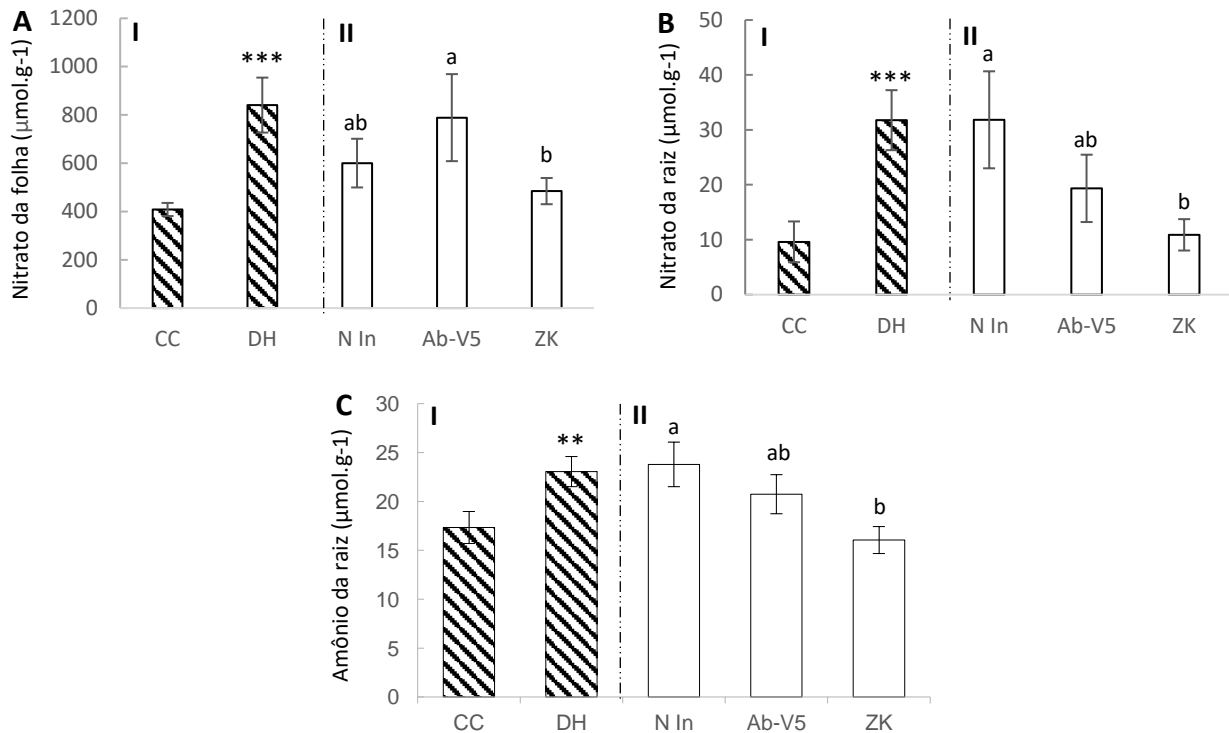 A
I
II
Nitrato da folha (µmol.g-1)
1200
1000
800
600
400
200
0
***
ab
a
b
CC DH N In Ab-V5 ZK
B
I
II
Nitrato da raiz (µmol.g-1)
50
40
30
20
10
0
***
a
ab
b
CC DH N In Ab-V5 ZK
C
I
II
Amônio da raiz (µmol.g-1)
30
25
20
15
10
5
0
**
a
ab
b
CC DH N In Ab-V5 ZK